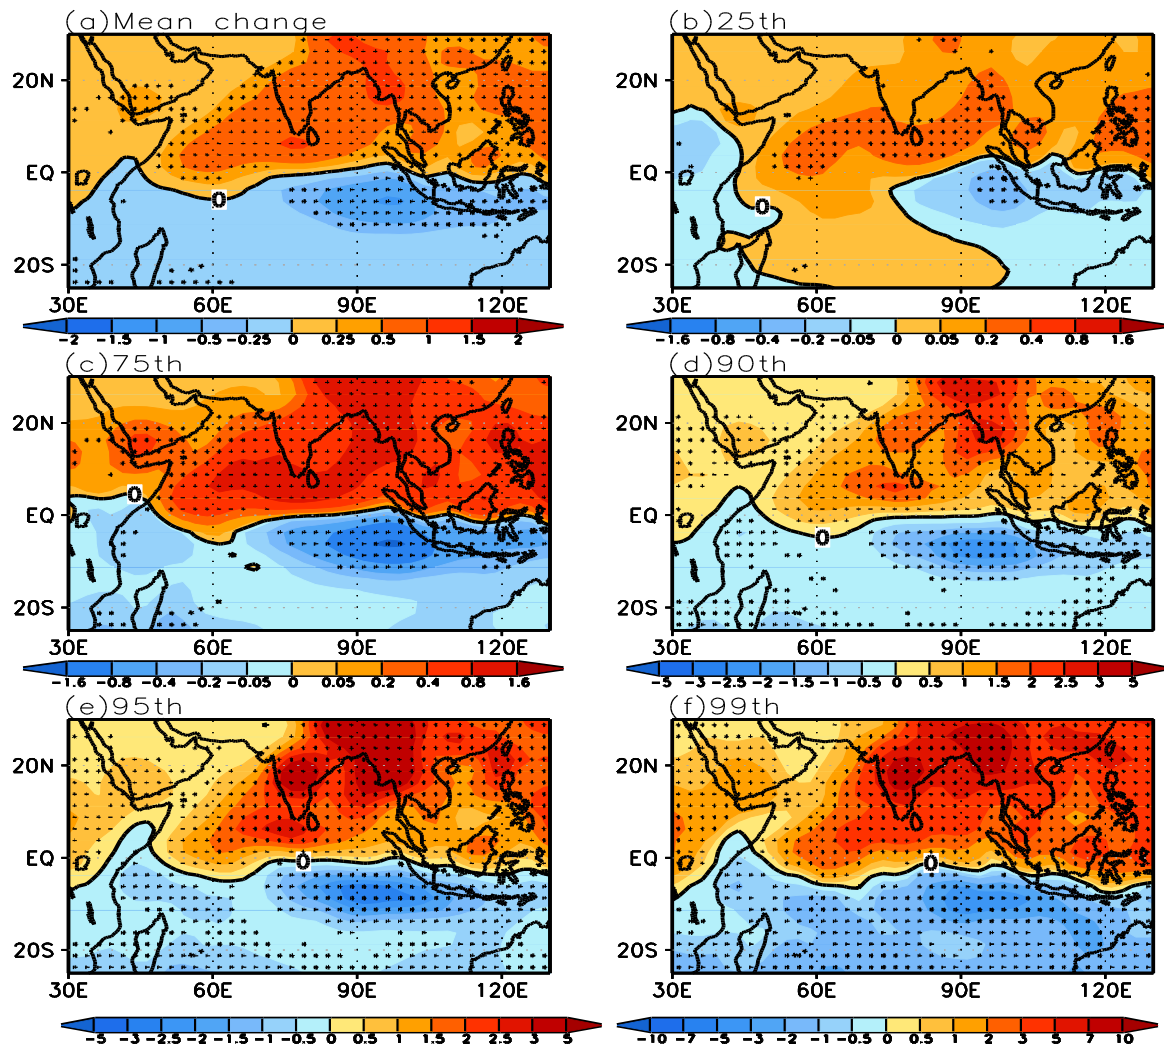 (a)Mean change
(b)25th
20N
EQ
20S
0
30E 60E 90E 120E
20N
EQ
20S
0
30E 60E 90E 120E
-2 -1.5 -1 -0.5 -0.25 0 0.25 0.5 1 1.5 2
-1.6 -0.8 -0.4 -0.2 -0.05 0 0.05 0.2 0.4 0.8 1.6
(c)75th
(d)90th
20N
EQ
20S
0
30E 60E 90E 120E
20N
EQ
20S
0
30E 60E 90E 120E
-1.6 -0.8 -0.4 -0.2 -0.05 0 0.05 0.2 0.4 0.8 1.6
-5 -3 -2.5 -2 -1.5 -1 -0.5 0 0.5 1 1.5 2 2.5 3 5
(e)95th
(f)99th
20N
EQ
20S
0
30E 60E 90E 120E
20N
EQ
20S
0
30E 60E 90E 120E
-5 -3 -2.5 -2 -1.5 -1 -0.5 0 0.5 1 1.5 2 2.5 3 5
-10 -7 -5 -3 -2 -1 -0.5 0 0.5 1 2 3 5 7 10